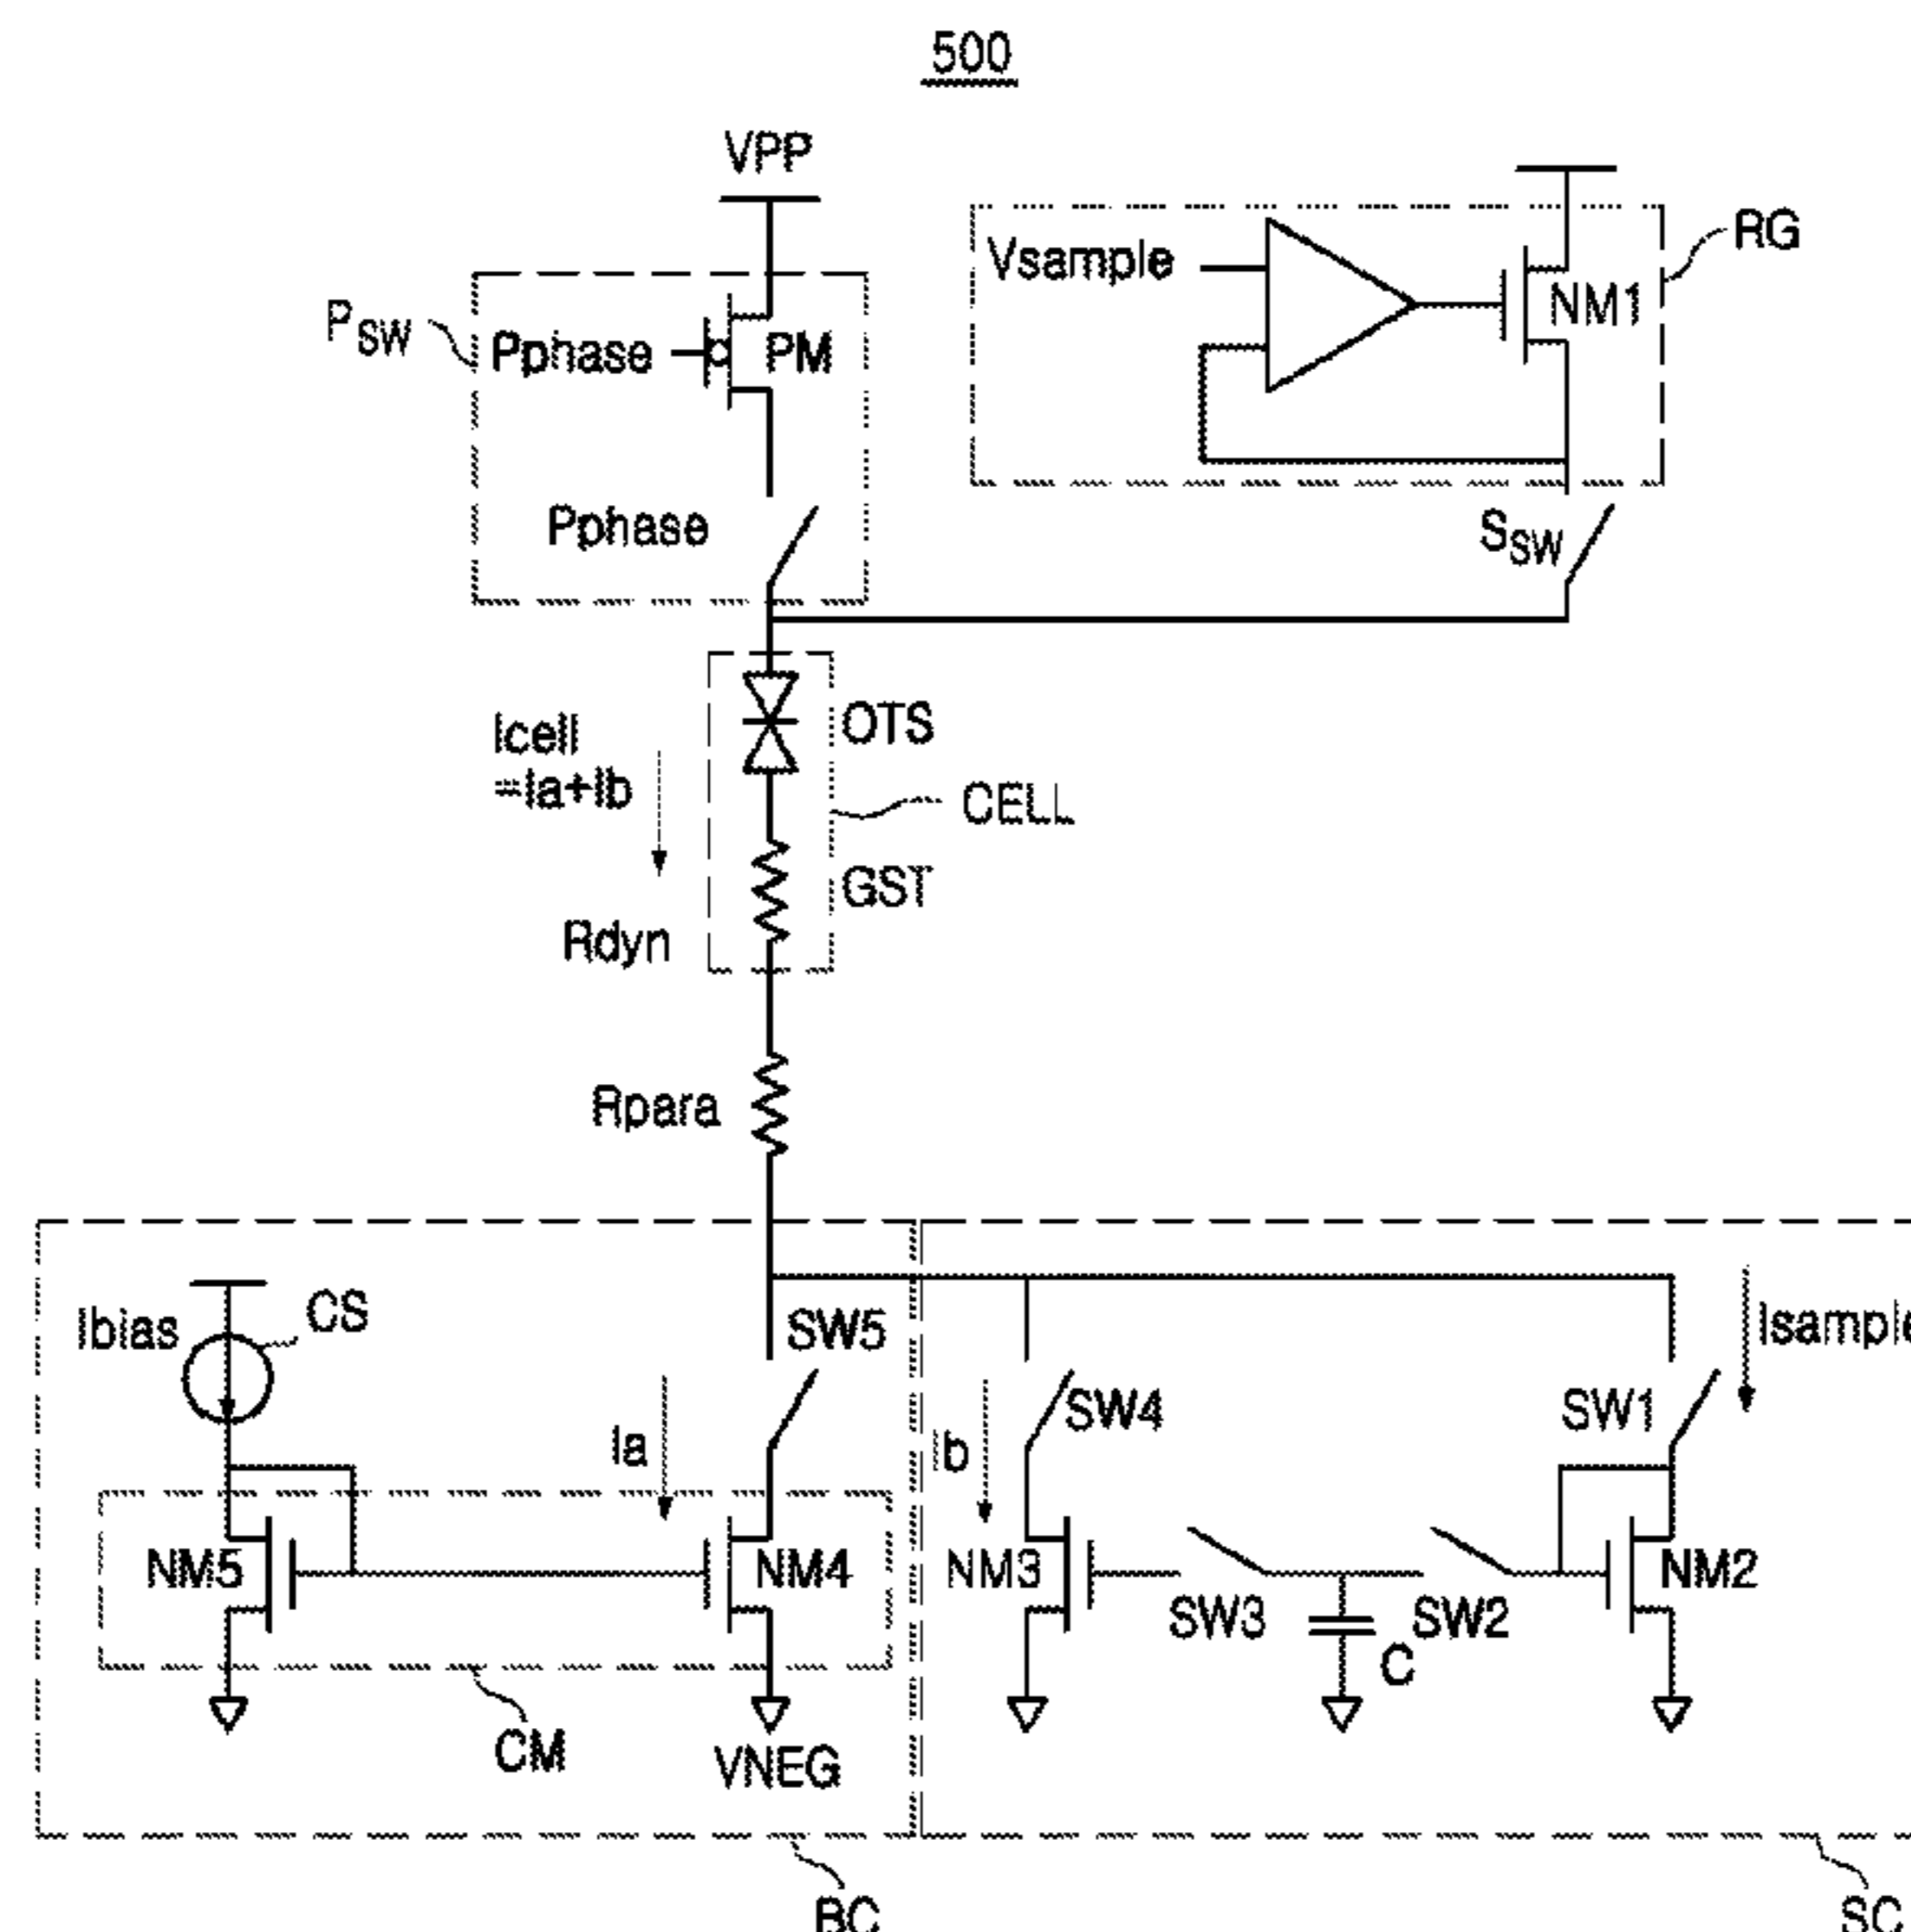 500
VPP
RG
Vsample
NM1
PSW
Pphase
PM
Pphase
SSW
OTS
Icell
=Ia+Ib
CELL
GST
Rdyn
Rpara
CS
Ibias
SW5
Isample
SW4
SW1
Ia
Ib
NM5
NM4
NM3
NM2
SW3
SW2
C
CM
VNEG
BC
SC